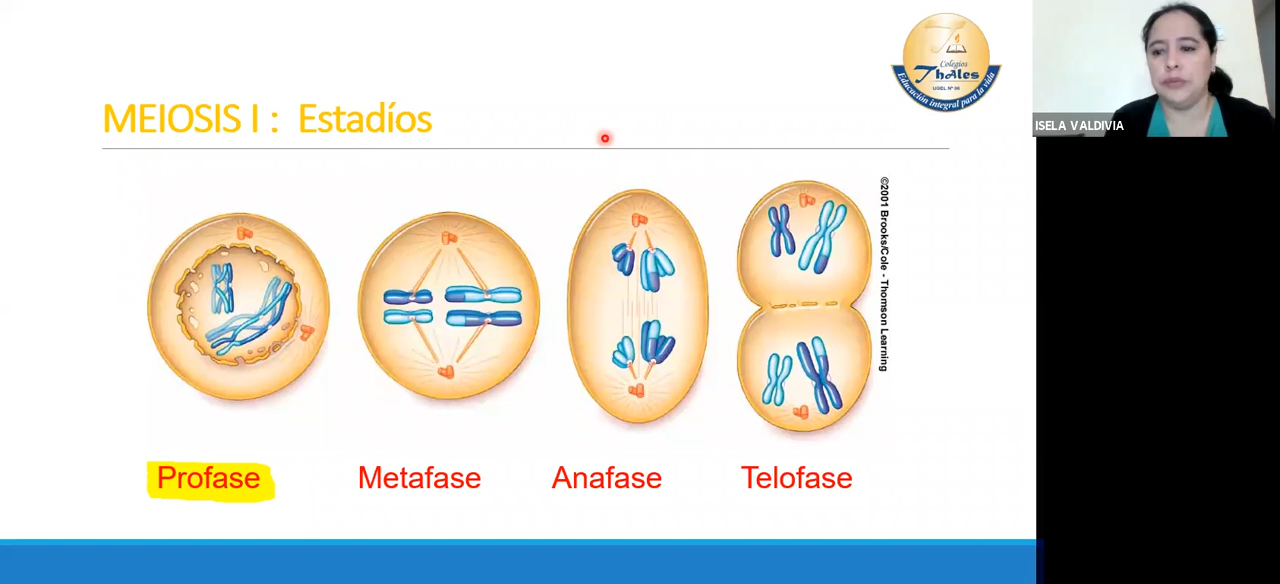 MEIOSIS I : Estadíos
Colegios
Thales
UGEL Nº 06
Educación integral para la vida
ISELA VALDIVIA
©2001 Brooks/Cole - Thomson Learning
Profase
Metafase
Anafase
Telofase